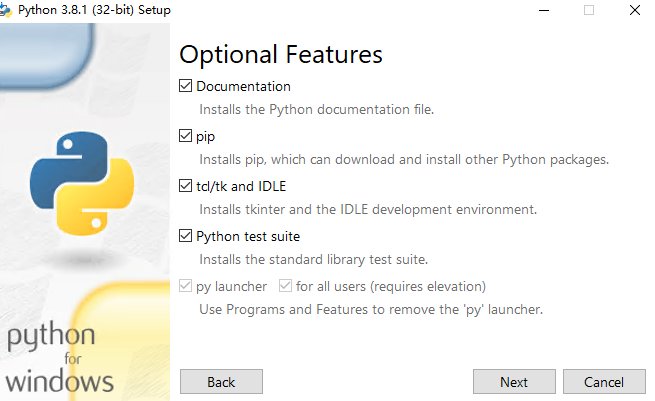 Python 3.8.1 (32-bit) Setup
Optional Features
Documentation
Installs the Python documentation file.
pip
Installs pip, which can download and install other Python packages.
tcl/tk and IDLE
Installs tkinter and the IDLE development environment.
Python test suite
Installs the standard library test suite.
py launcher for all users (requires elevation)
Use Programs and Features to remove the 'py' launcher.
python
for
windows
Back Next Cancel